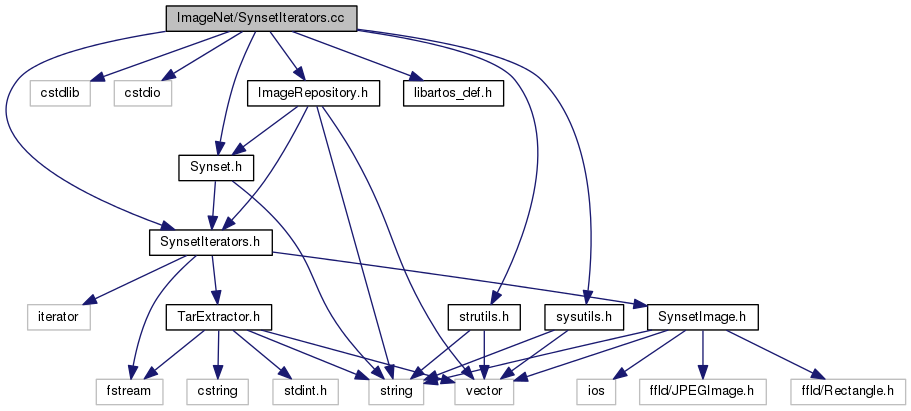 ImageNet/SynsetIterators.cc
cstdlib
cstdio
ImageRepository.h
libartos_def.h
Synset.h
SynsetIterators.h
iterator
TarExtractor.h
strutils.h
sysutils.h
SynsetImage.h
fstream
cstring
stdint.h
string
vector
ios
ffld/JPEGImage.h
ffld/Rectangle.h